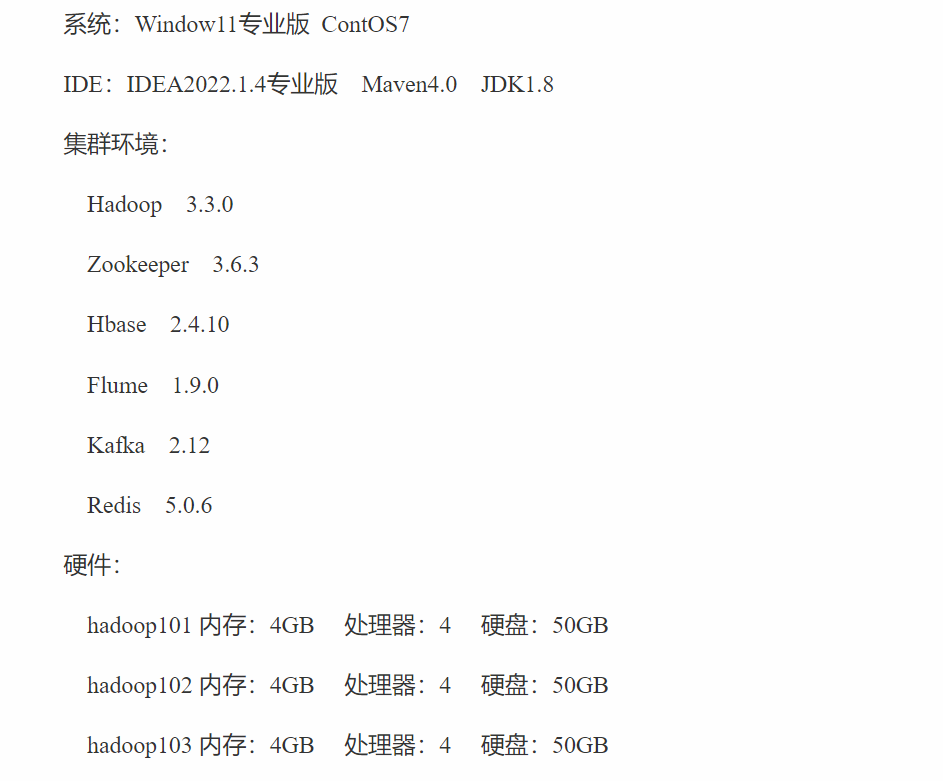 系统：Window11专业版 ContOS7
IDE：IDEA2022.1.4专业版 Maven4.0 JDK1.8
集群环境：
Hadoop 3.3.0
Zookeeper 3.6.3
Hbase 2.4.10
Flume 1.9.0
Kafka 2.12
Redis 5.0.6
硬件：
hadoop101 内存：4GB 处理器：4 硬盘：50GB
hadoop102 内存：4GB 处理器：4 硬盘：50GB
hadoop103 内存：4GB 处理器：4 硬盘：50GB